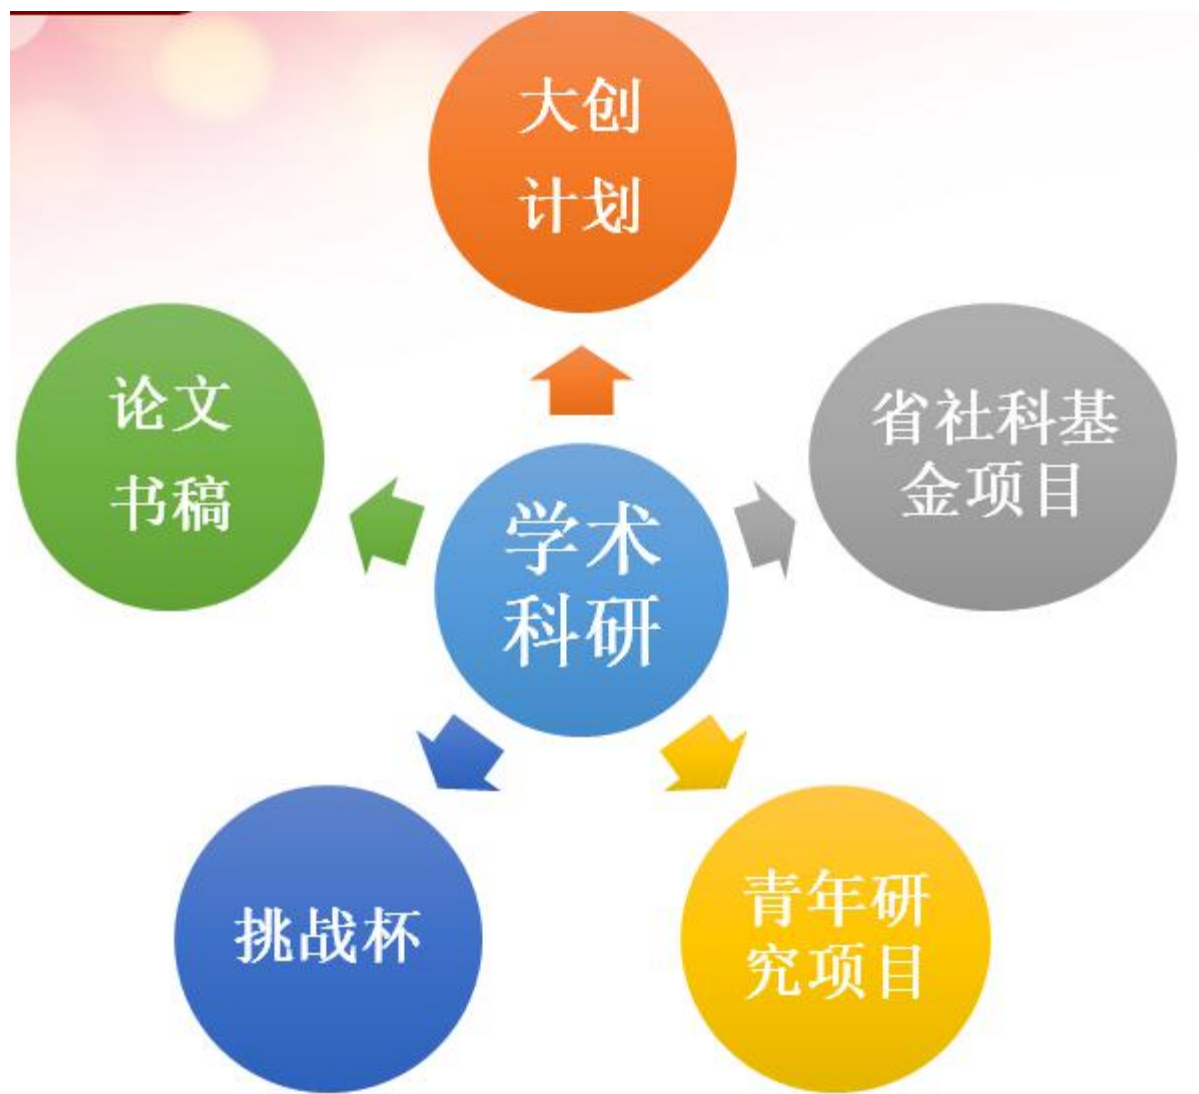 大创
计划
论文
书稿
省社科基
金项目
学术
科研
挑战杯
青年研
究项目